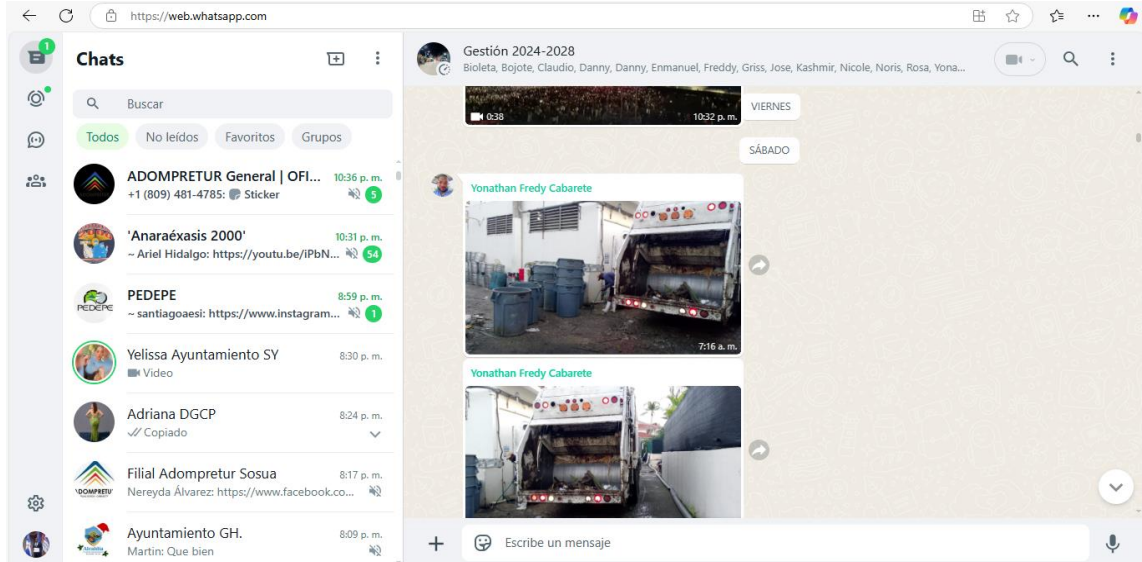 https://web.whatsapp.com
1
Chats
Buscar
Todos No leídos Favoritos Grupos
ADOMPRETUR General | OFI... 10:36 p. m.
+1 (809) 481-4785: Sticker 5
'Anaraéxasis 2000' 10:31 p. m.
~ Ariel Hidalgo: https://youtu.be/iPbN... 54
PEDEPE 8:59 p. m.
~ santiagoaesi: https://www.instagram... 1
PEDEPE
Yelissa Ayuntamiento SY 8:30 p. m.
Video
Adriana DGCP 8:24 p. m.
Copiado
Filial Adompretur Sosua 8:17 p. m.
Nereyda Álvarez: https://www.facebook.co...
Ayuntamiento GH. 8:09 p. m.
Martin: Que bien
Gestión 2024-2028
Bioleta, Bojote, Claudio, Danny, Danny, Enmanuel, Freddy, Griss, Jose, Kashmir, Nicole, Noris, Rosa, Yona...
0:38 10:32 p. m.
VIERNES
SÁBADO
Yonathan Fredy Cabarete
7:16 a. m.
Yonathan Fredy Cabarete
Escribe un mensaje